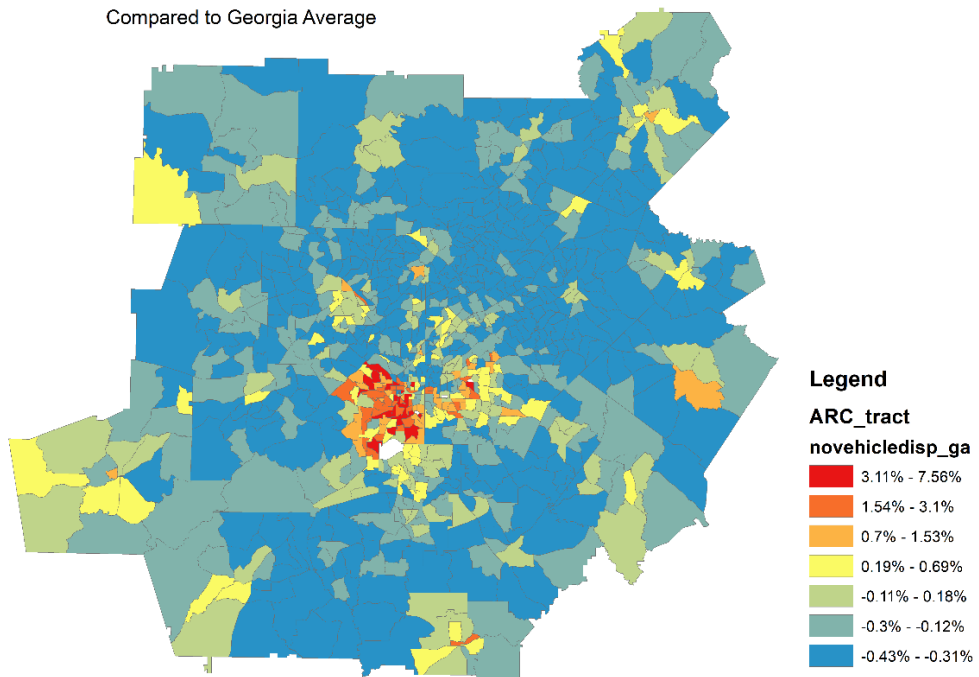 Compared to Georgia Average
Legend
ARC_tract
novehicledisp_ga
3.11% - 7.56%
1.54% - 3.1%
0.7% - 1.53%
0.19% - 0.69%
-0.11% - 0.18%
-0.3% - -0.12%
-0.43% - -0.31%